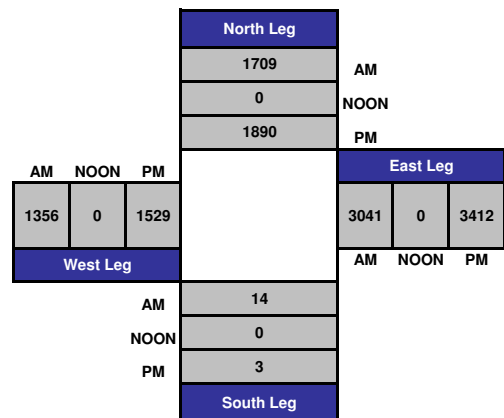 North Leg
1709 AM
0 NOON
1890 PM
AM NOON PM
East Leg
1356 0 1529
3041 0 3412
West Leg
AM NOON PM
AM 14
NOON 0
PM 3
South Leg